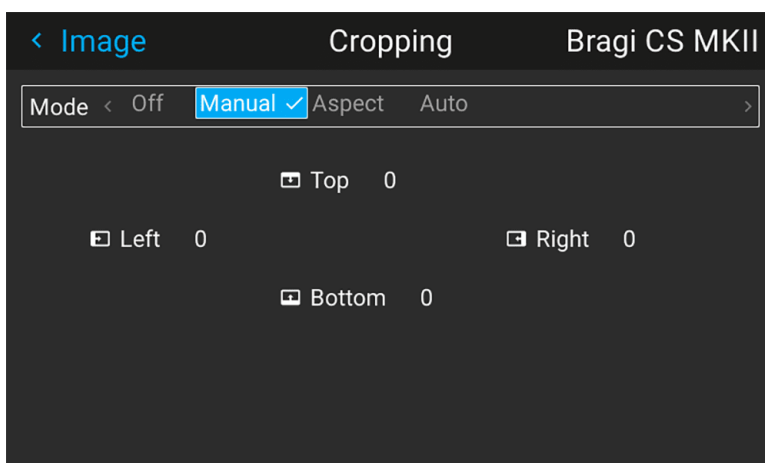 Image Cropping Bragi CS MKII
Mode Off Manual Aspect Auto
Top 0
Left 0 Right 0
Bottom 0